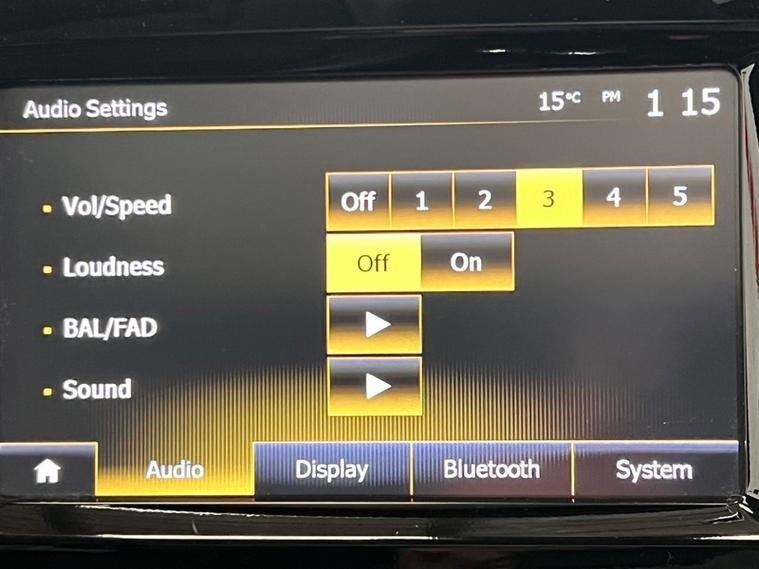 Audio Settings 15°C PM 1 15
Vol/Speed Off 1 2 3 4 5
Loudness Off On
BAL/FAD
Sound
Audio Display Bluetooth System